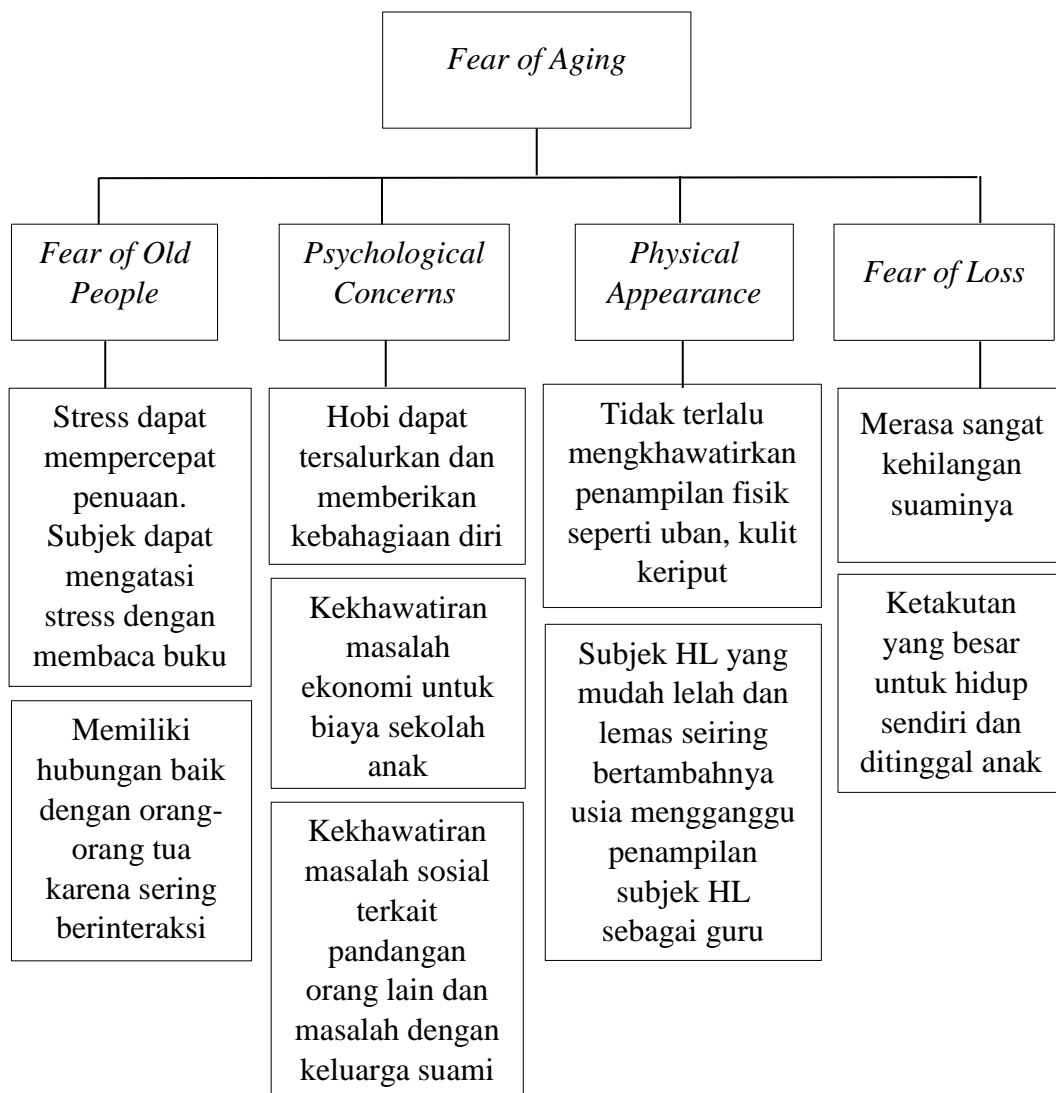 Fear of Aging
Fear of Old
People
Psychological
Concerns
Physical
Appearance
Fear of Loss
Stress dapat
mempercepat
penuaan.
Subjek dapat
mengatasi
stress dengan
membaca buku
Memiliki
hubungan baik
dengan orang-
orang tua
karena sering
berinteraksi
Hobi dapat
tersalurkan dan
memberikan
kebahagiaan diri
Kekhawatiran
masalah
ekonomi untuk
biaya sekolah
anak
Kekhawatiran
masalah sosial
terkait
pandangan
orang lain dan
masalah dengan
keluarga suami
Tidak terlalu
mengkhawatirkan
penampilan fisik
seperti uban, kulit
keriput
Subjek HL yang
mudah lelah dan
lemas seiring
bertambahnya
usia mengganggu
penampilan
subjek HL
sebagai guru
Merasa sangat
kehilangan
suaminya
Ketakutan
yang besar
untuk hidup
sendiri dan
ditinggal anak